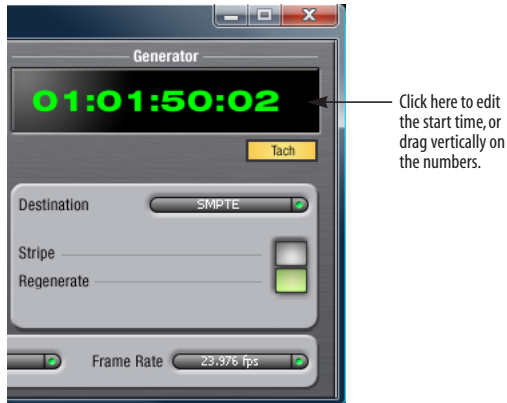 Generator
01:01:50:02
Tach
Click here to edit
the start time, or
drag vertically on
the numbers.
Destination SMPTE
Stripe
Regenerate
Frame Rate 23.976 fps